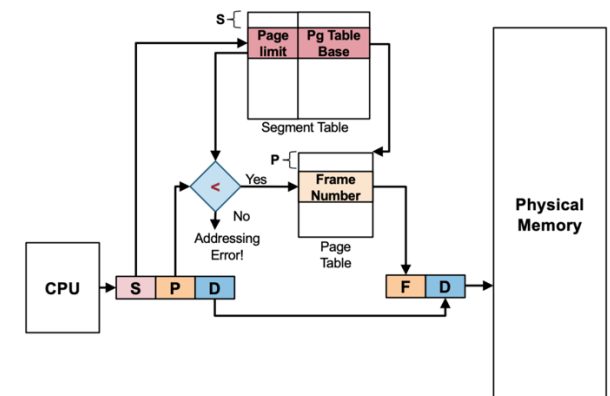 S
Page limit
Pg Table Base
Segment Table
P
<
Yes
Frame Number
No
Addressing Error!
Page Table
Physical Memory
CPU
S P D
F D